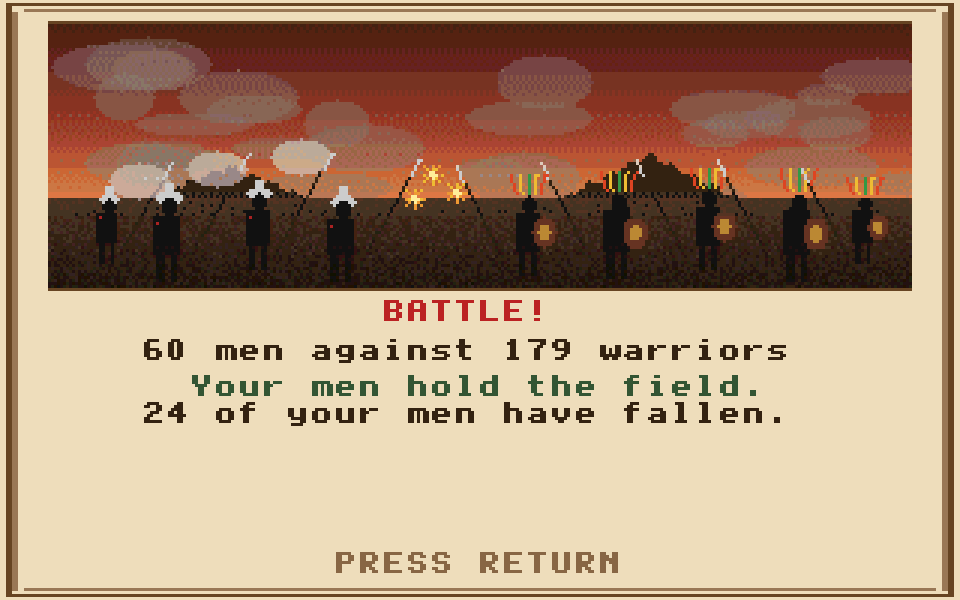 BATTLE!
60 men against 179 warriors
Your men hold the field.
24 of your men have fallen.
PRESS RETURN